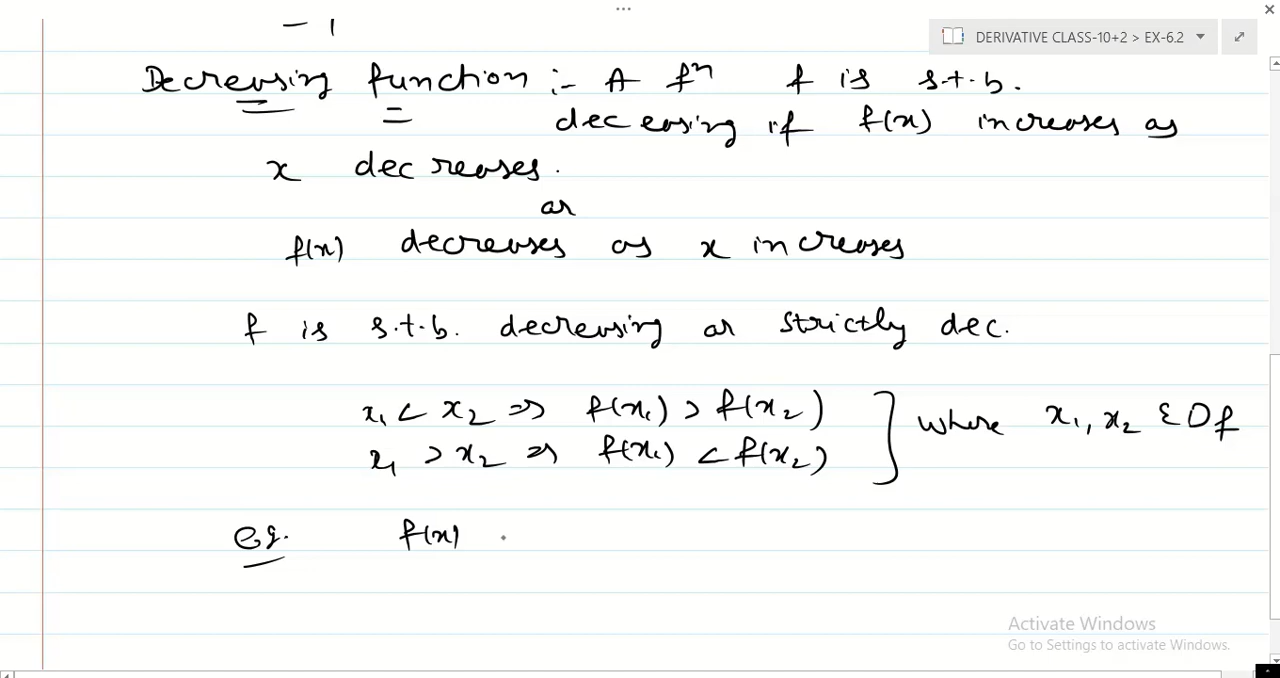 – 1
DERIVATIVE CLASS-10+2 > EX-6.2
Decreasing function :- A fⁿ f is s.t.b.
deceasing if f(x) increases as
x decreases.
or
f(x) decreases as x increases
f is s.t.b. decreasing or strictly dec.
x₁ < x₂ ⇒ f(x₁) > f(x₂)
x₁ > x₂ ⇒ f(x₁) < f(x₂) } where x₁, x₂ ∈ Df
eg. f(x)
Activate Windows
Go to Settings to activate Windows.